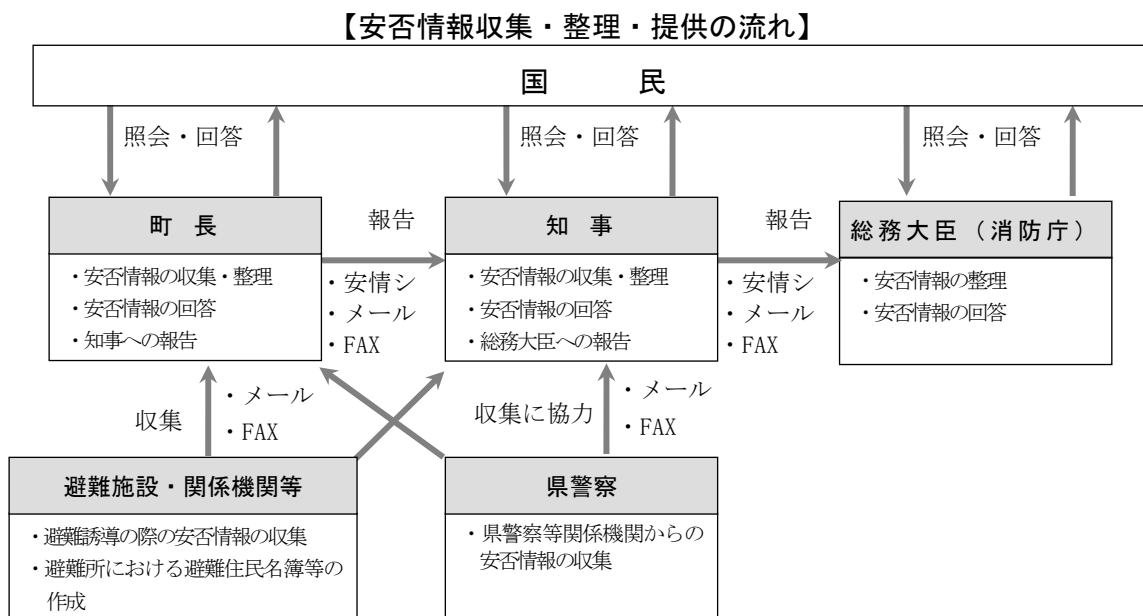 【安否情報収集・整理・提供の流れ】
国　　民
照会・回答
照会・回答
照会・回答
町　長
・安否情報の収集・整理
・安否情報の回答
・知事への報告
報告
・安情シ
・メール
・FAX
知　事
・安否情報の収集・整理
・安否情報の回答
・総務大臣への報告
報告
・安情シ
・メール
・FAX
総務大臣（消防庁）
・安否情報の整理
・安否情報の回答
収集
・メール
・FAX
収集に協力
・メール
・FAX
避難施設・関係機関等
・避難誘導の際の安否情報の収集
・避難所における避難住民名簿等の
作成
県警察
・県警察等関係機関からの
安否情報の収集